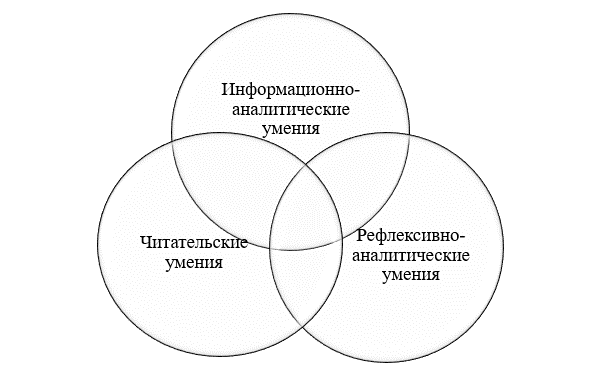 Информационно-
аналитические
умения
Читательские
умения
Рефлексивно-
аналитические
умения